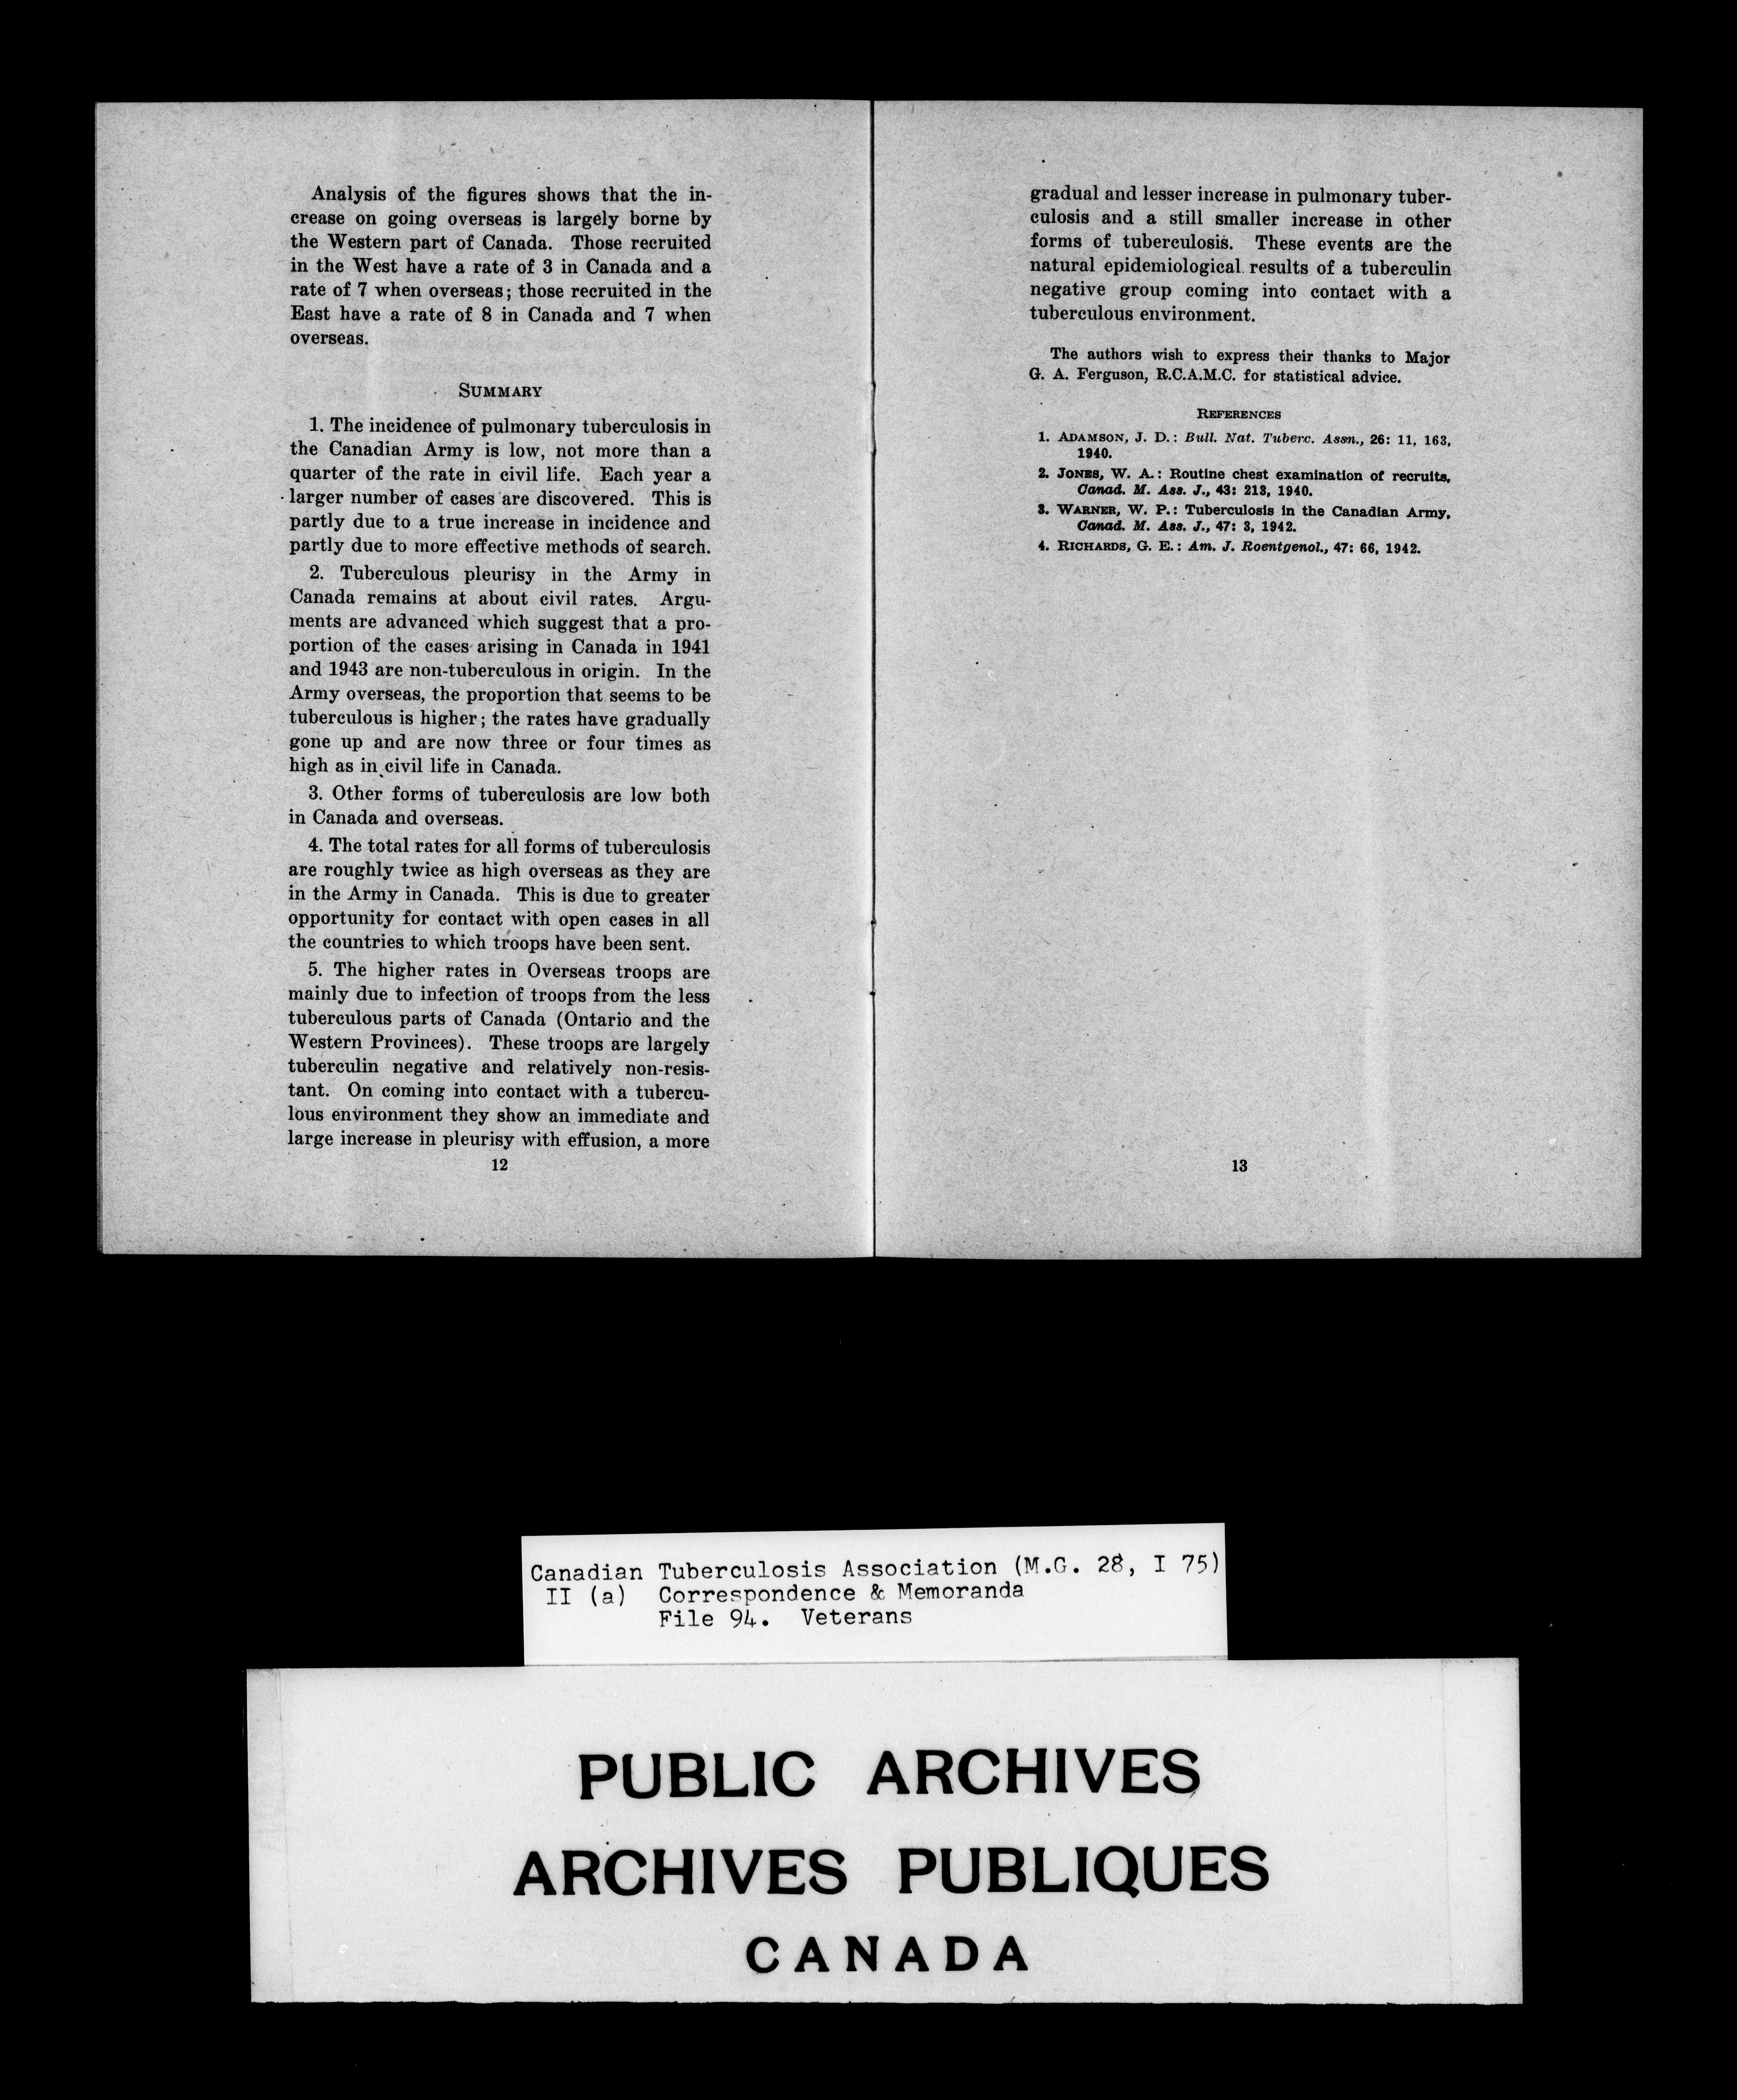 Analysis of the figures shows that the in-
crease on going overseas is largely borne by
the Western part of Canada. Those recruited
in the West have a rate of 3 in Canada and a
rate of 7 when overseas; those recruited in the
East have a rate of 8 in Canada and 7 when
overseas.
SUMMARY
1. The incidence of pulmonary tuberculosis in
the Canadian Army is low, not more than a
quarter of the rate in civil life. Each year a
larger number of cases are discovered. This is
partly due to a true increase in incidence and
partly due to more effective methods of search.
2. Tuberculous pleurisy in the Army in
Canada remains at about civil rates. Argu-
ments are advanced which suggest that a pro-
portion of the cases arising in Canada in 1941
and 1943 are non-tuberculous in origin. In the
Army overseas, the proportion that seems to be
tuberculous is higher; the rates have gradually
gone up and are now three or four times as
high as in civil life in Canada.
3. Other forms of tuberculosis are low both
in Canada and overseas.
4. The total rates for all forms of tuberculosis
are roughly twice as high overseas as they are
in the Army in Canada. This is due to greater
opportunity for contact with open cases in all
the countries to which troops have been sent.
5. The higher rates in Overseas troops are
mainly due to infection of troops from the less
tuberculous parts of Canada (Ontario and the
Western Provinces). These troops are largely
tuberculin negative and relatively non-resis-
tant. On coming into contact with a tubercu-
lous environment they show an immediate and
large increase in pleurisy with effusion, a more
12
gradual and lesser increase in pulmonary tuber-
culosis and a still smaller increase in other
forms of tuberculosis. These events are the
natural epidemiological results of a tuberculin
negative group coming into contact with a
tuberculous environment.
The authors wish to express their thanks to Major
G. A. Ferguson, R.C.A.M.C. for statistical advice.
REFERENCES
1. ADAMSON, J. D.: Bull. Nat. Tuberc. Assn., 26: 11, 163,
1940.
2. JONES, W. A.: Routine chest examination of recruits,
Canad. M. Ass. J., 43: 213, 1940.
3. WARNER, W. P.: Tuberculosis in the Canadian Army,
Canad. M. Ass. J., 47: 3, 1942.
4. RICHARDS, G. E.: Am. J. Roentgenol., 47: 66, 1942.
13
Canadian Tuberculosis Association (M.G. 28, I 75)
II (a) Correspondence & Memoranda
File 94. Veterans
PUBLIC ARCHIVES
ARCHIVES PUBLIQUES
CANADA